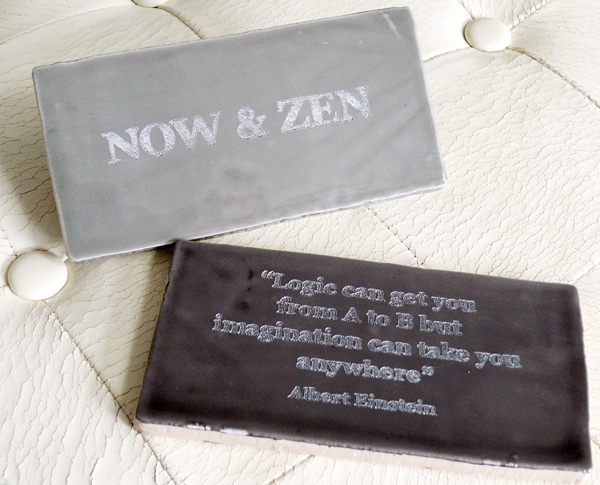 NOW & ZEN
“Logic can get you
from A to B but
imagination can take you
anywhere”
Albert Einstein